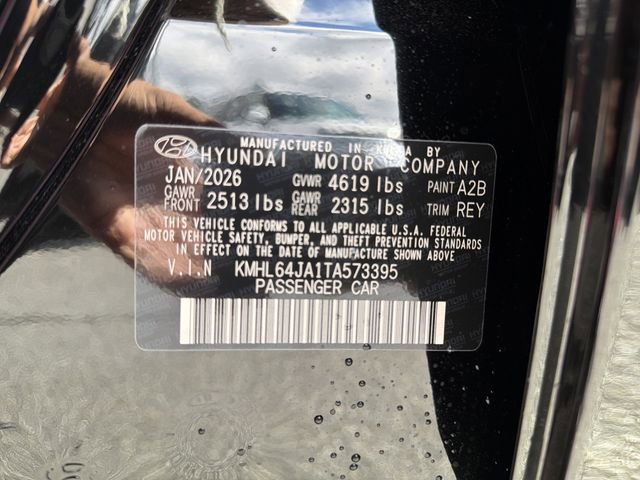 MANUFACTURED IN KOREA BY
HYUNDAI MOTOR COMPANY
JAN/2026 GVWR 4619 lbs PAINT A2B
GAWR FRONT 2513 lbs GAWR REAR 2315 lbs TRIM REY
THIS VEHICLE CONFORMS TO ALL APPLICABLE U.S.A. FEDERAL
MOTOR VEHICLE SAFETY, BUMPER, AND THEFT PREVENTION STANDARDS
IN EFFECT ON THE DATE OF MANUFACTURE SHOWN ABOVE
V.I.N KMHL64JA1TA573395
PASSENGER CAR